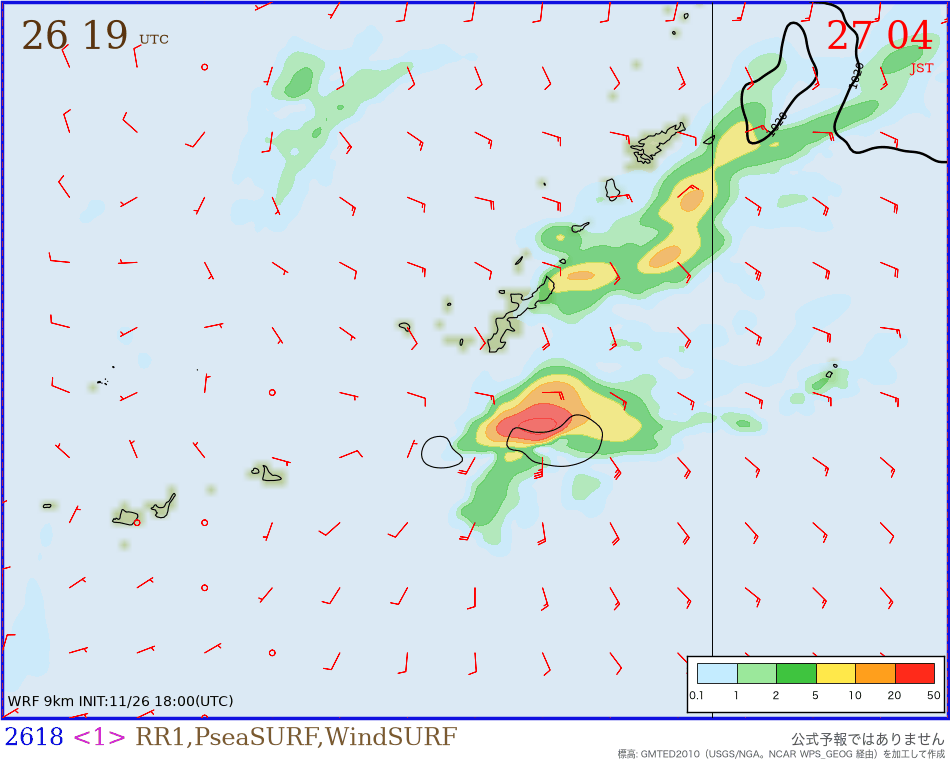 26 19 UTC
27 04
JST
1020
1020
WRF 9km INIT:11/26 18:00(UTC)
0.1 1 2 5 10 20 50
2618 <1> RR1,PseaSURF,WindSURF
公式予報ではありません
標高: GMTED2010（USGS/NGA。NCAR WPS_GEOG 経由）を加工して作成